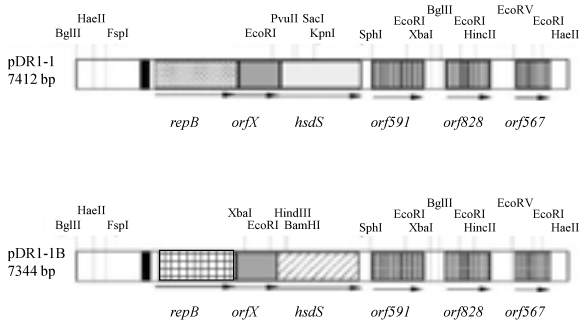 BglII HaeII FspI EcoRI PvuII SacI KpnI SphI EcoRI XbaI BglII EcoRI HincII EcoRV EcoRI HaeII
pDR1-1
7412 bp
repB orfX hsdS orf591 orf828 orf567
BglII HaeII FspI XbaI EcoRI HindIII BamHI SphI EcoRI XbaI BglII EcoRI HincII EcoRV EcoRI HaeII
pDR1-1B
7344 bp
repB orfX hsdS orf591 orf828 orf567